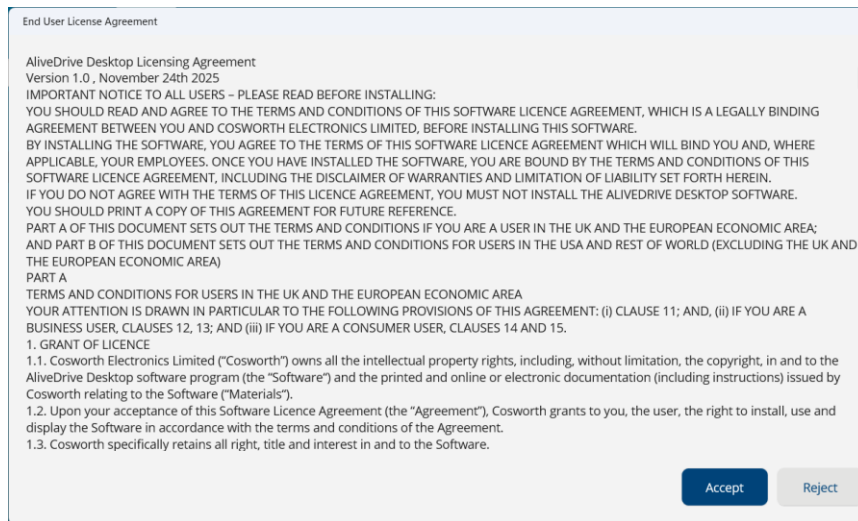 End User License Agreement
AliveDrive Desktop Licensing Agreement
Version 1.0 , November 24th 2025
IMPORTANT NOTICE TO ALL USERS – PLEASE READ BEFORE INSTALLING:
YOU SHOULD READ AND AGREE TO THE TERMS AND CONDITIONS OF THIS SOFTWARE LICENCE AGREEMENT, WHICH IS A LEGALLY BINDING
AGREEMENT BETWEEN YOU AND COSWORTH ELECTRONICS LIMITED, BEFORE INSTALLING THIS SOFTWARE.
BY INSTALLING THE SOFTWARE, YOU AGREE TO THE TERMS OF THIS SOFTWARE LICENCE AGREEMENT WHICH WILL BIND YOU AND, WHERE
APPLICABLE, YOUR EMPLOYEES. ONCE YOU HAVE INSTALLED THE SOFTWARE, YOU ARE BOUND BY THE TERMS AND CONDITIONS OF THIS
SOFTWARE LICENCE AGREEMENT, INCLUDING THE DISCLAIMER OF WARRANTIES AND LIMITATION OF LIABILITY SET FORTH HEREIN.
IF YOU DO NOT AGREE WITH THE TERMS OF THIS LICENCE AGREEMENT, YOU MUST NOT INSTALL THE ALIVEDRIVE DESKTOP SOFTWARE.
YOU SHOULD PRINT A COPY OF THIS AGREEMENT FOR FUTURE REFERENCE.
PART A OF THIS DOCUMENT SETS OUT THE TERMS AND CONDITIONS IF YOU ARE A USER IN THE UK AND THE EUROPEAN ECONOMIC AREA;
AND PART B OF THIS DOCUMENT SETS OUT THE TERMS AND CONDITIONS FOR USERS IN THE USA AND REST OF WORLD (EXCLUDING THE UK AND
THE EUROPEAN ECONOMIC AREA)
PART A
TERMS AND CONDITIONS FOR USERS IN THE UK AND THE EUROPEAN ECONOMIC AREA
YOUR ATTENTION IS DRAWN IN PARTICULAR TO THE FOLLOWING PROVISIONS OF THIS AGREEMENT: (i) CLAUSE 11; AND, (ii) IF YOU ARE A
BUSINESS USER, CLAUSES 12, 13; AND (iii) IF YOU ARE A CONSUMER USER, CLAUSES 14 AND 15.
1. GRANT OF LICENCE
1.1. Cosworth Electronics Limited (“Cosworth”) owns all the intellectual property rights, including, without limitation, the copyright, in and to the
AliveDrive Desktop software program (the “Software”) and the printed and online or electronic documentation (including instructions) issued by
Cosworth relating to the Software (“Materials”).
1.2. Upon your acceptance of this Software Licence Agreement (the “Agreement”), Cosworth grants to you, the user, the right to install, use and
display the Software in accordance with the terms and conditions of the Agreement.
1.3. Cosworth specifically retains all right, title and interest in and to the Software.
Accept
Reject